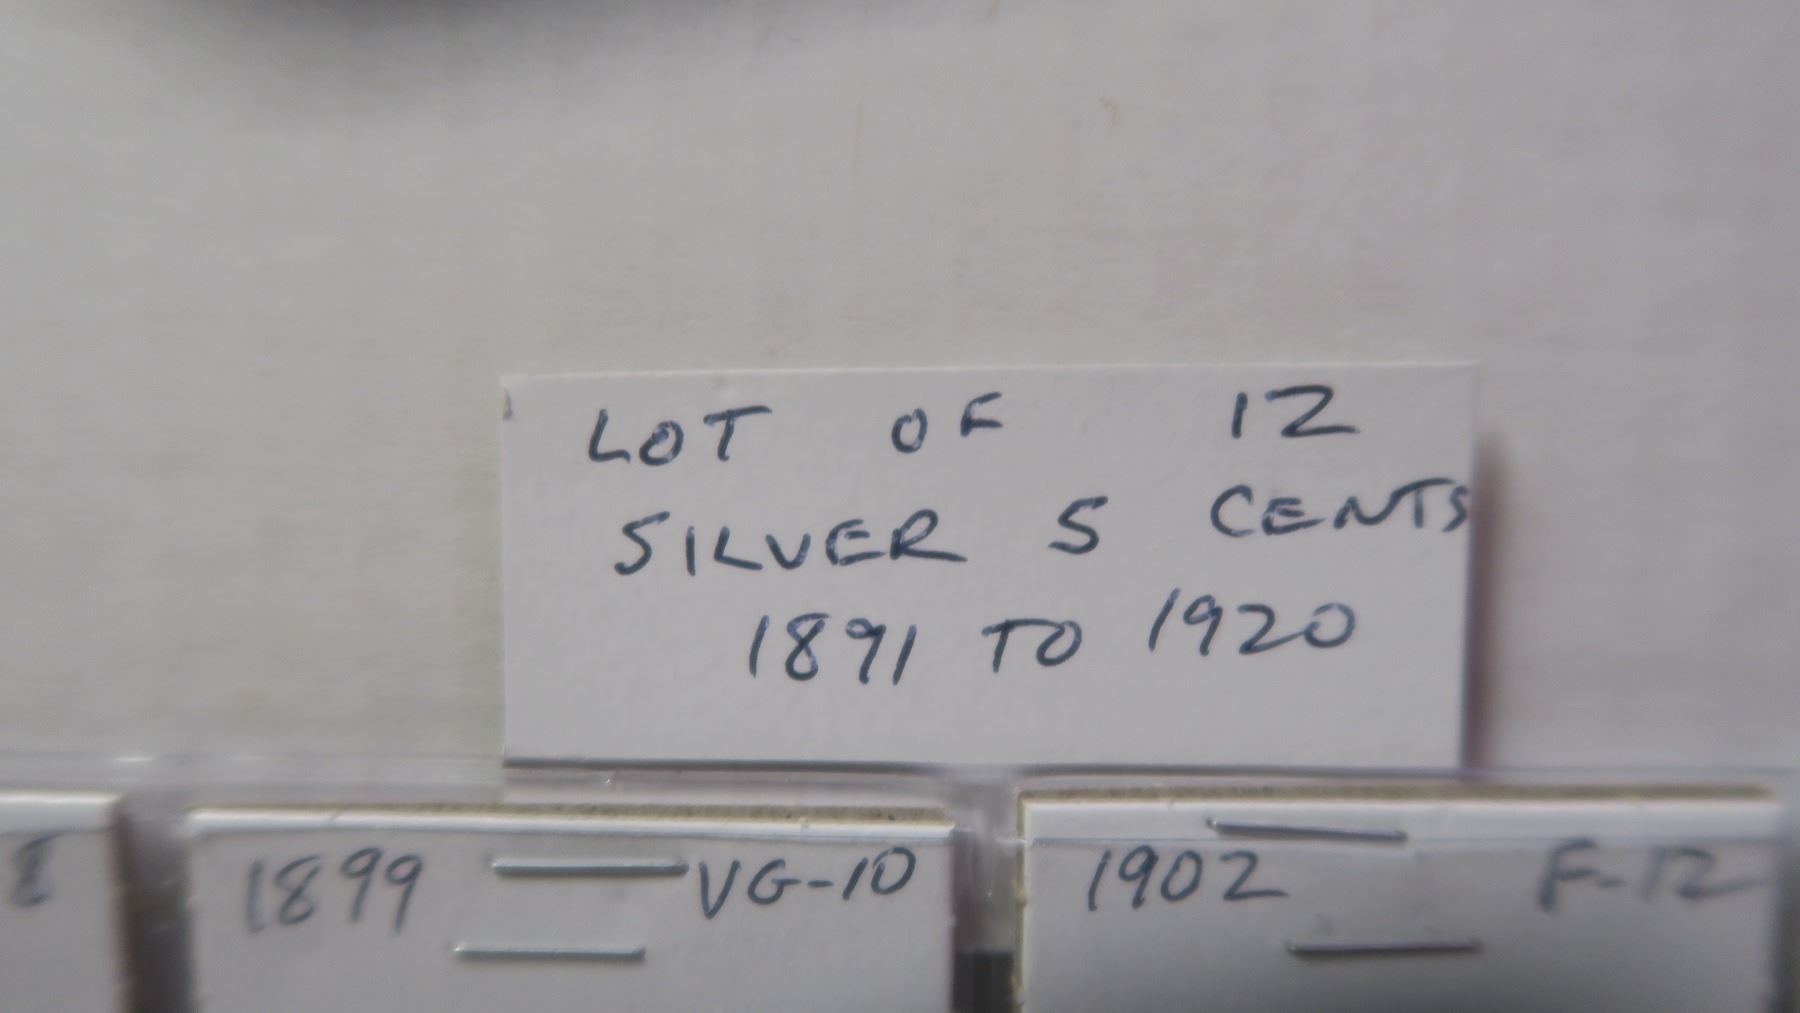 LOT OF 12
SILVER 5 CENTS
1891 TO 1920
1899 VG-10
1902 F-12